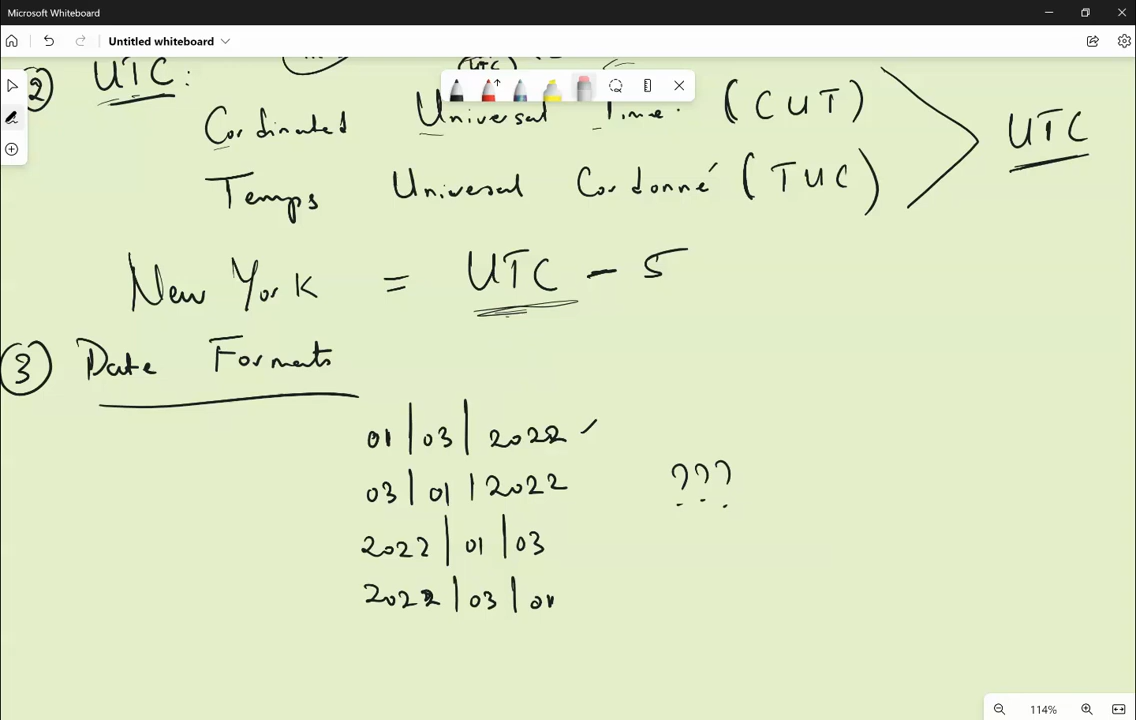 Microsoft Whiteboard
Untitled whiteboard
② UTC:
Cordinated Universal Time. (CUT)
Temps Universal Cordonné (TUC)
UTC
New York = UTC - 5
③ Date Formats
01|03|2022 ✓
03|01|2022
???
2022|01|03
2022|03|01
114%